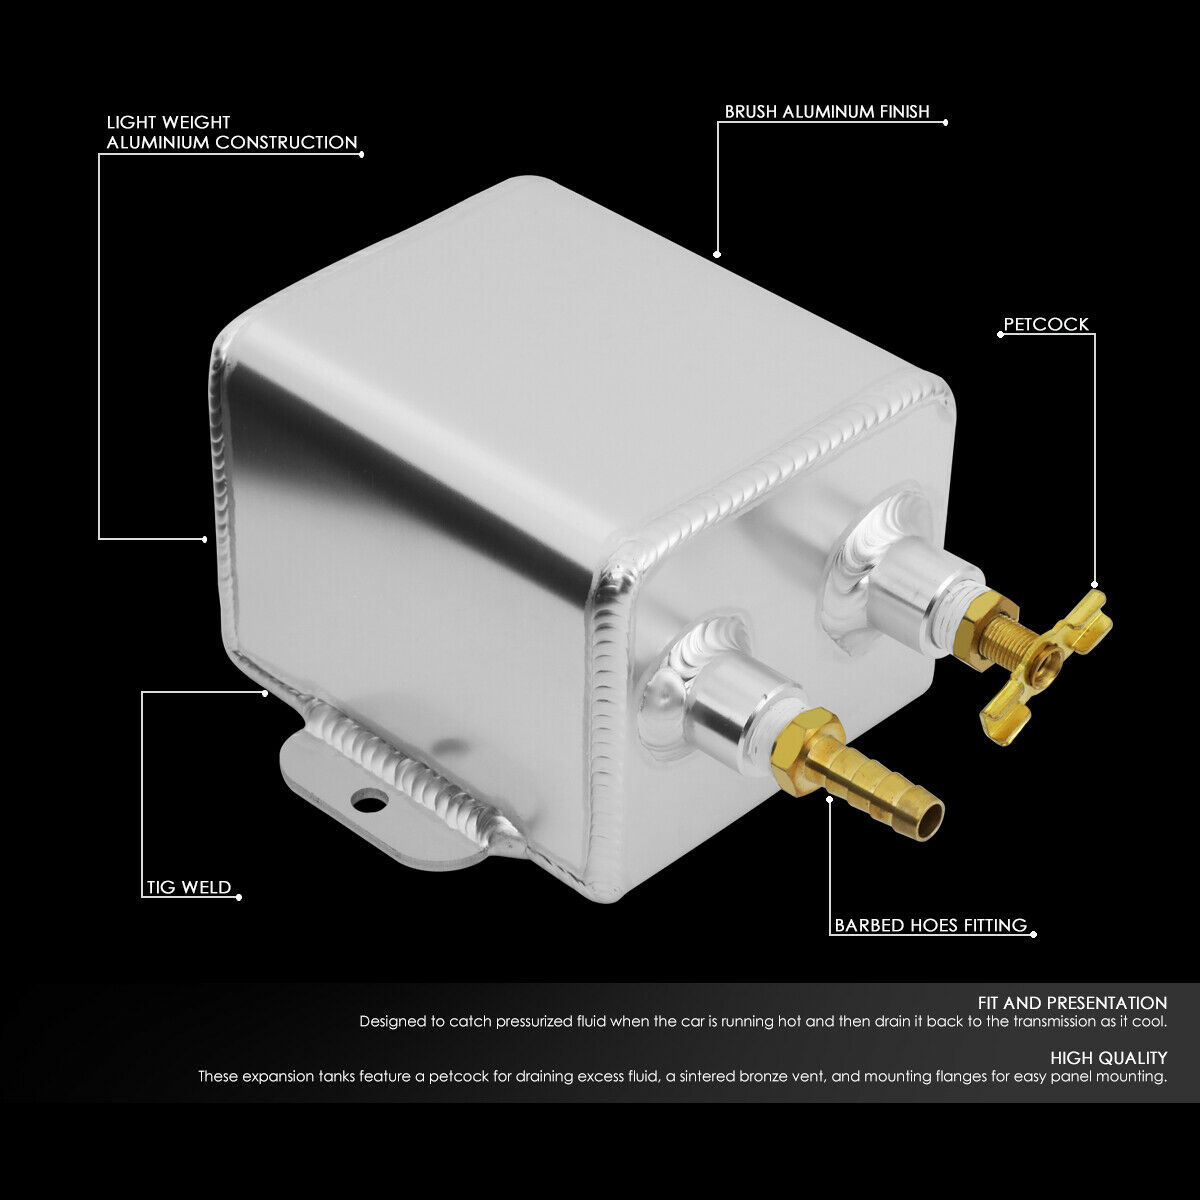 LIGHT WEIGHT
ALUMINIUM CONSTRUCTION
BRUSH ALUMINUM FINISH
PETCOCK
TIG WELD
BARBED HOES FITTING
FIT AND PRESENTATION
Designed to catch pressurized fluid when the car is running hot and then drain it back to the transmission as it cool.
HIGH QUALITY
These expansion tanks feature a petcock for draining excess fluid, a sintered bronze vent, and mounting flanges for easy panel mounting.